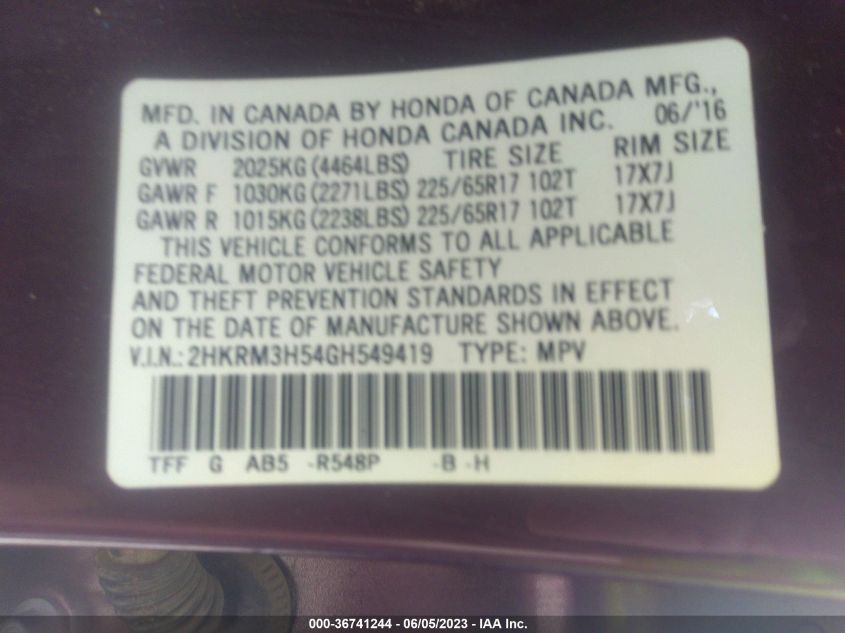 MFD. IN CANADA BY HONDA OF CANADA MFG.,
A DIVISION OF HONDA CANADA INC. 06/'16
GVWR 2025KG (4464LBS) TIRE SIZE RIM SIZE
GAWR F 1030KG (2271LBS) 225/65R17 102T 17X7J
GAWR R 1015KG (2238LBS) 225/65R17 102T 17X7J
THIS VEHICLE CONFORMS TO ALL APPLICABLE
FEDERAL MOTOR VEHICLE SAFETY
AND THEFT PREVENTION STANDARDS IN EFFECT
ON THE DATE OF MANUFACTURE SHOWN ABOVE.
V.I.N.: 2HKRM3H54GH549419 TYPE: MPV
TFF G AB5 -R548P -B -H
000-36741244 - 06/05/2023 - IAA Inc.